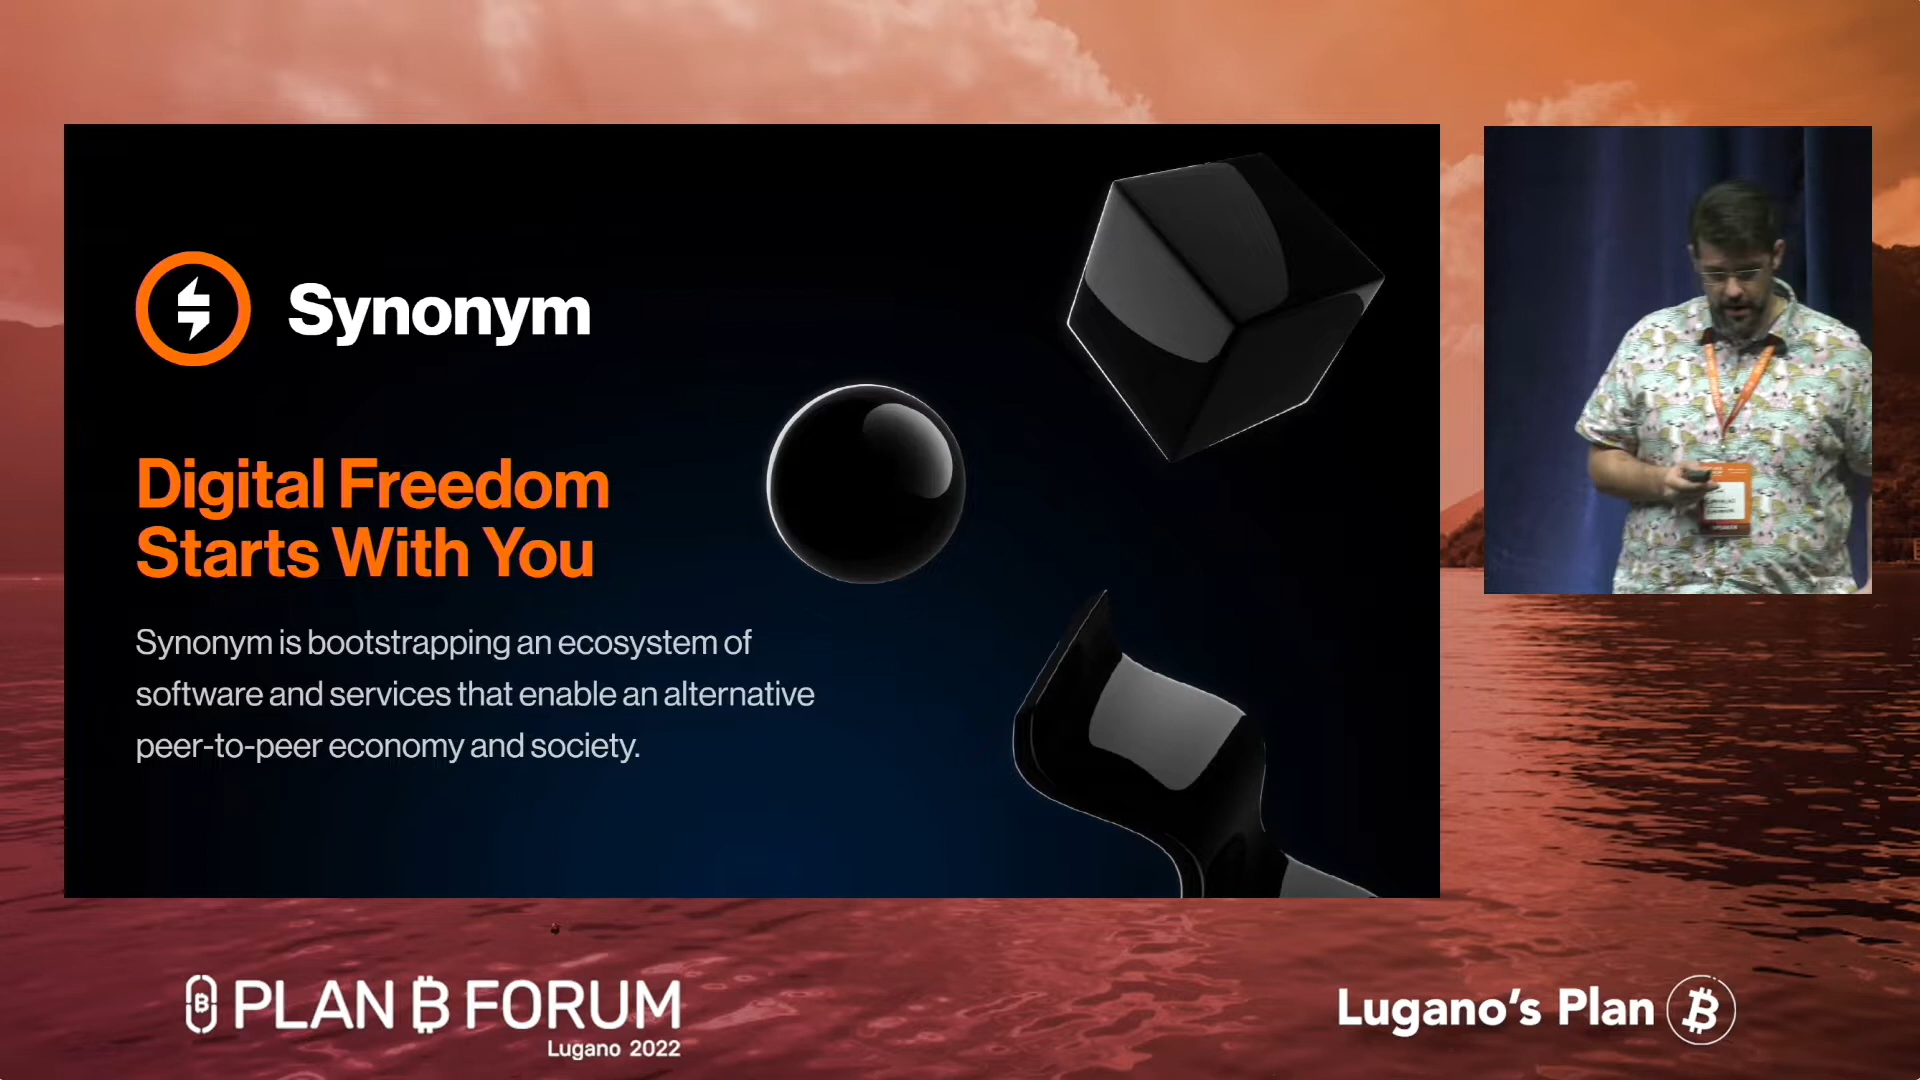 Synonym
Digital Freedom
Starts With You
Synonym is bootstrapping an ecosystem of
software and services that enable an alternative
peer-to-peer economy and society.
PLAN ₿ FORUM
Lugano 2022
Lugano's Plan ₿